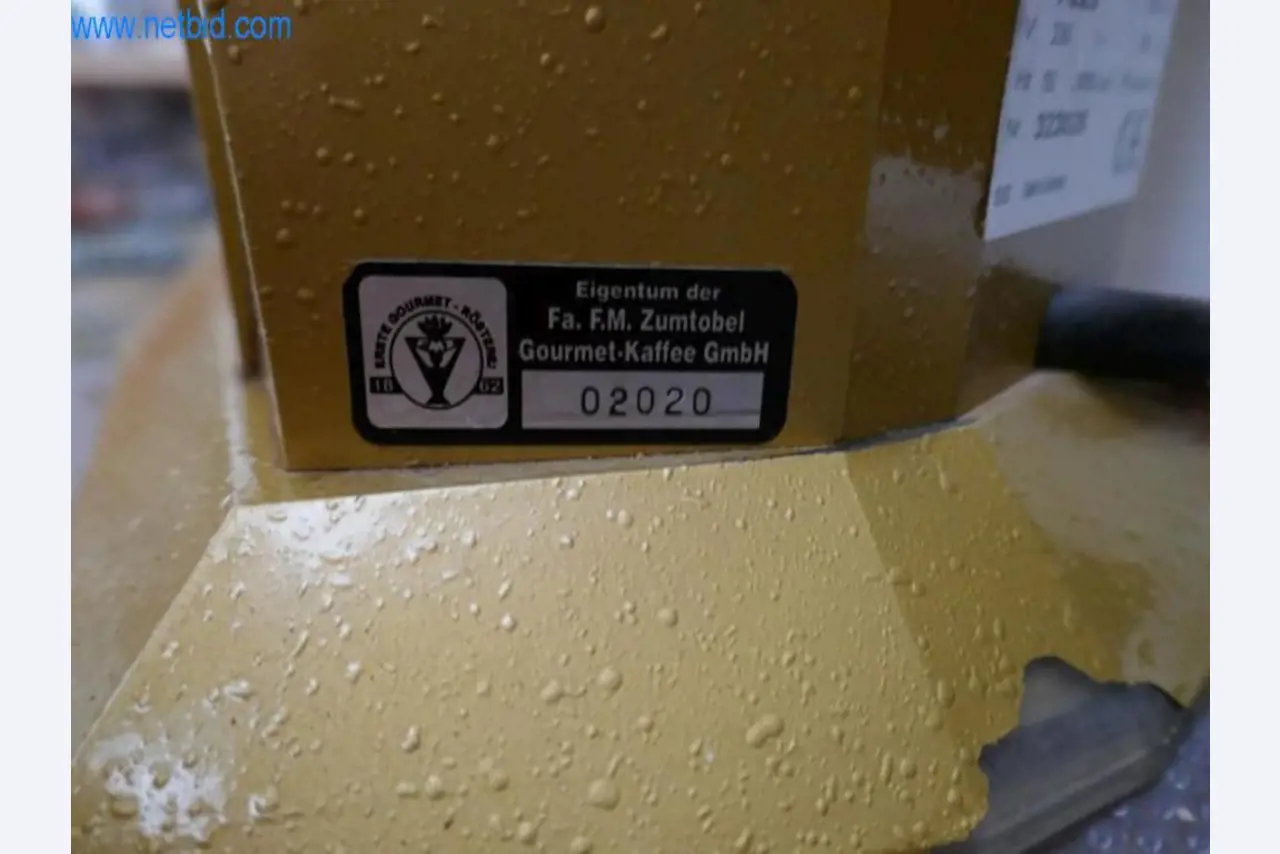 www.netbid.com
Eigentum der
Fa. F.M. Zumtobel
Gourmet-Kaffee GmbH
02020
ERSTE GOURMET-RÖSTEREI
18 62